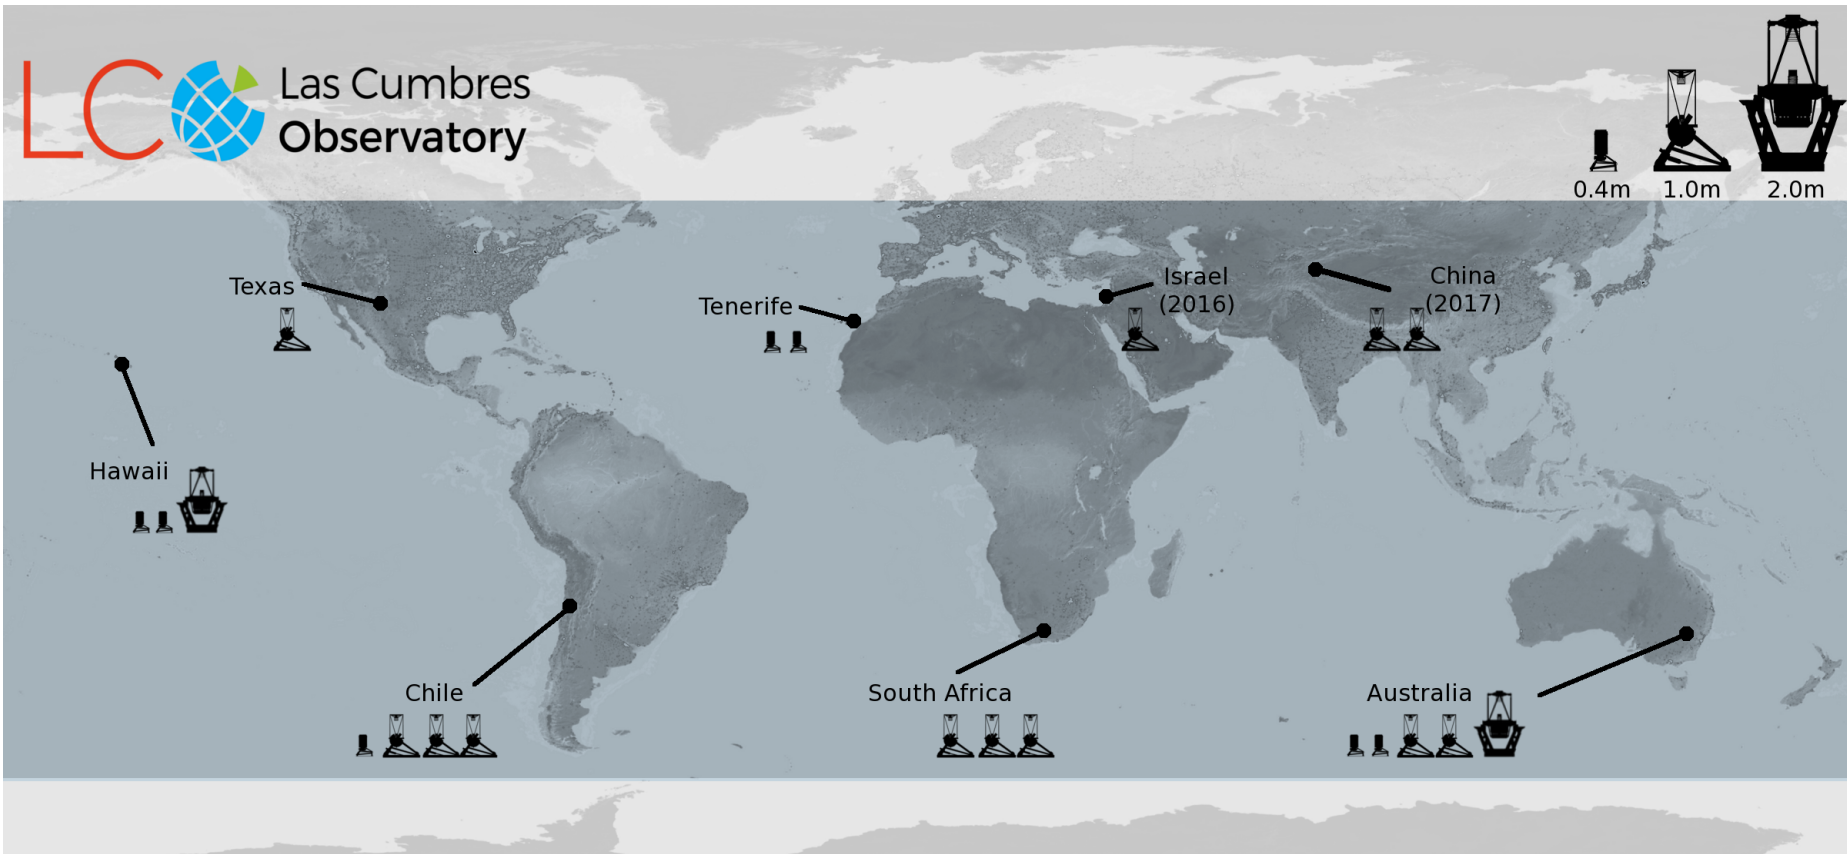 LCO
Las Cumbres
Observatory
0.4m 1.0m 2.0m
Texas
Tenerife
Israel
(2016)
China
(2017)
Hawaii
Chile
South Africa
Australia